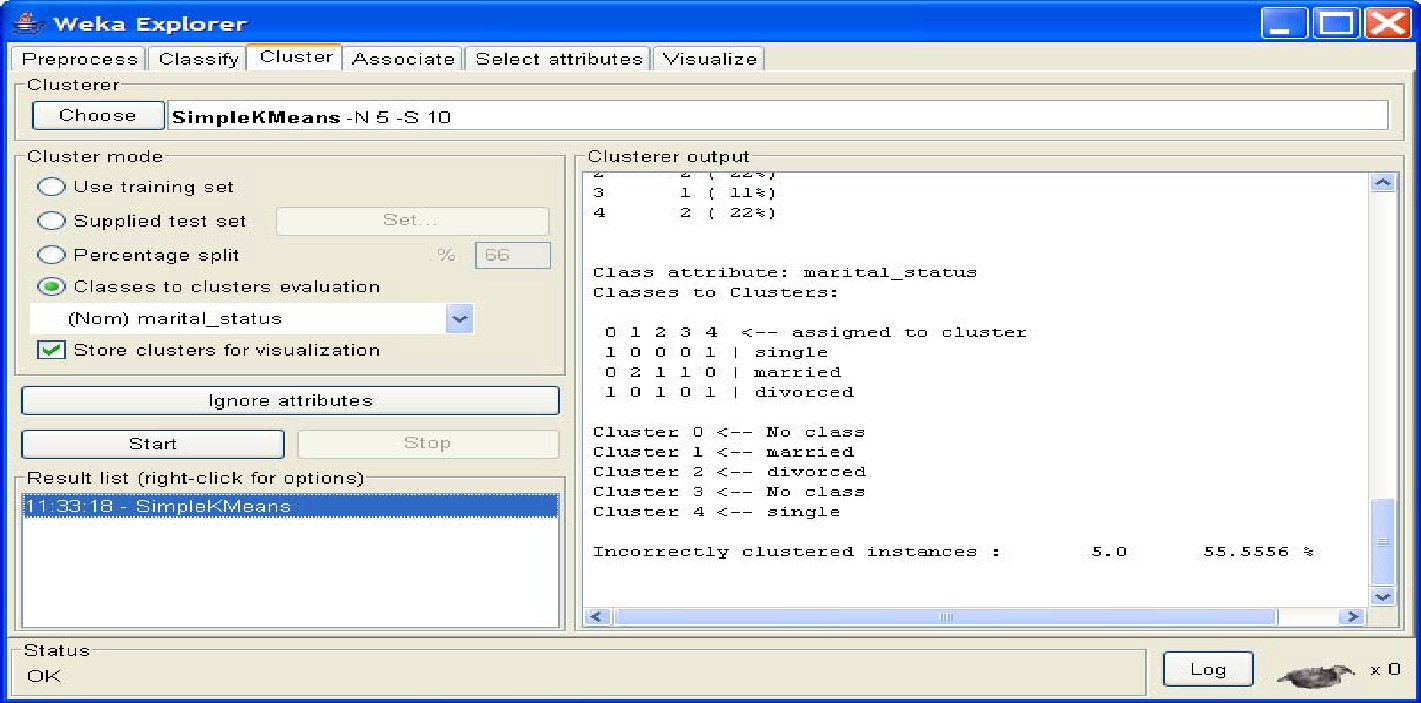 Weka Explorer
Preprocess Classify Cluster Associate Select attributes Visualize
Clusterer
Choose SimpleKMeans -N 5 -S 10
Cluster mode
Use training set
Supplied test set Set...
Percentage split % 66
Classes to clusters evaluation
(Nom) marital_status
Store clusters for visualization
Ignore attributes
Start Stop
Result list (right-click for options)
11:33:18 - SimpleKMeans
Clusterer output
2 2 ( 22%)
3 1 ( 11%)
4 2 ( 22%)
Class attribute: marital_status
Classes to Clusters:
0 1 2 3 4 <-- assigned to cluster
1 0 0 0 1 | single
0 2 1 1 0 | married
1 0 1 0 1 | divorced
Cluster 0 <-- No class
Cluster 1 <-- married
Cluster 2 <-- divorced
Cluster 3 <-- No class
Cluster 4 <-- single
Incorrectly clustered instances : 5.0 55.5556 %
Status
OK
Log x 0